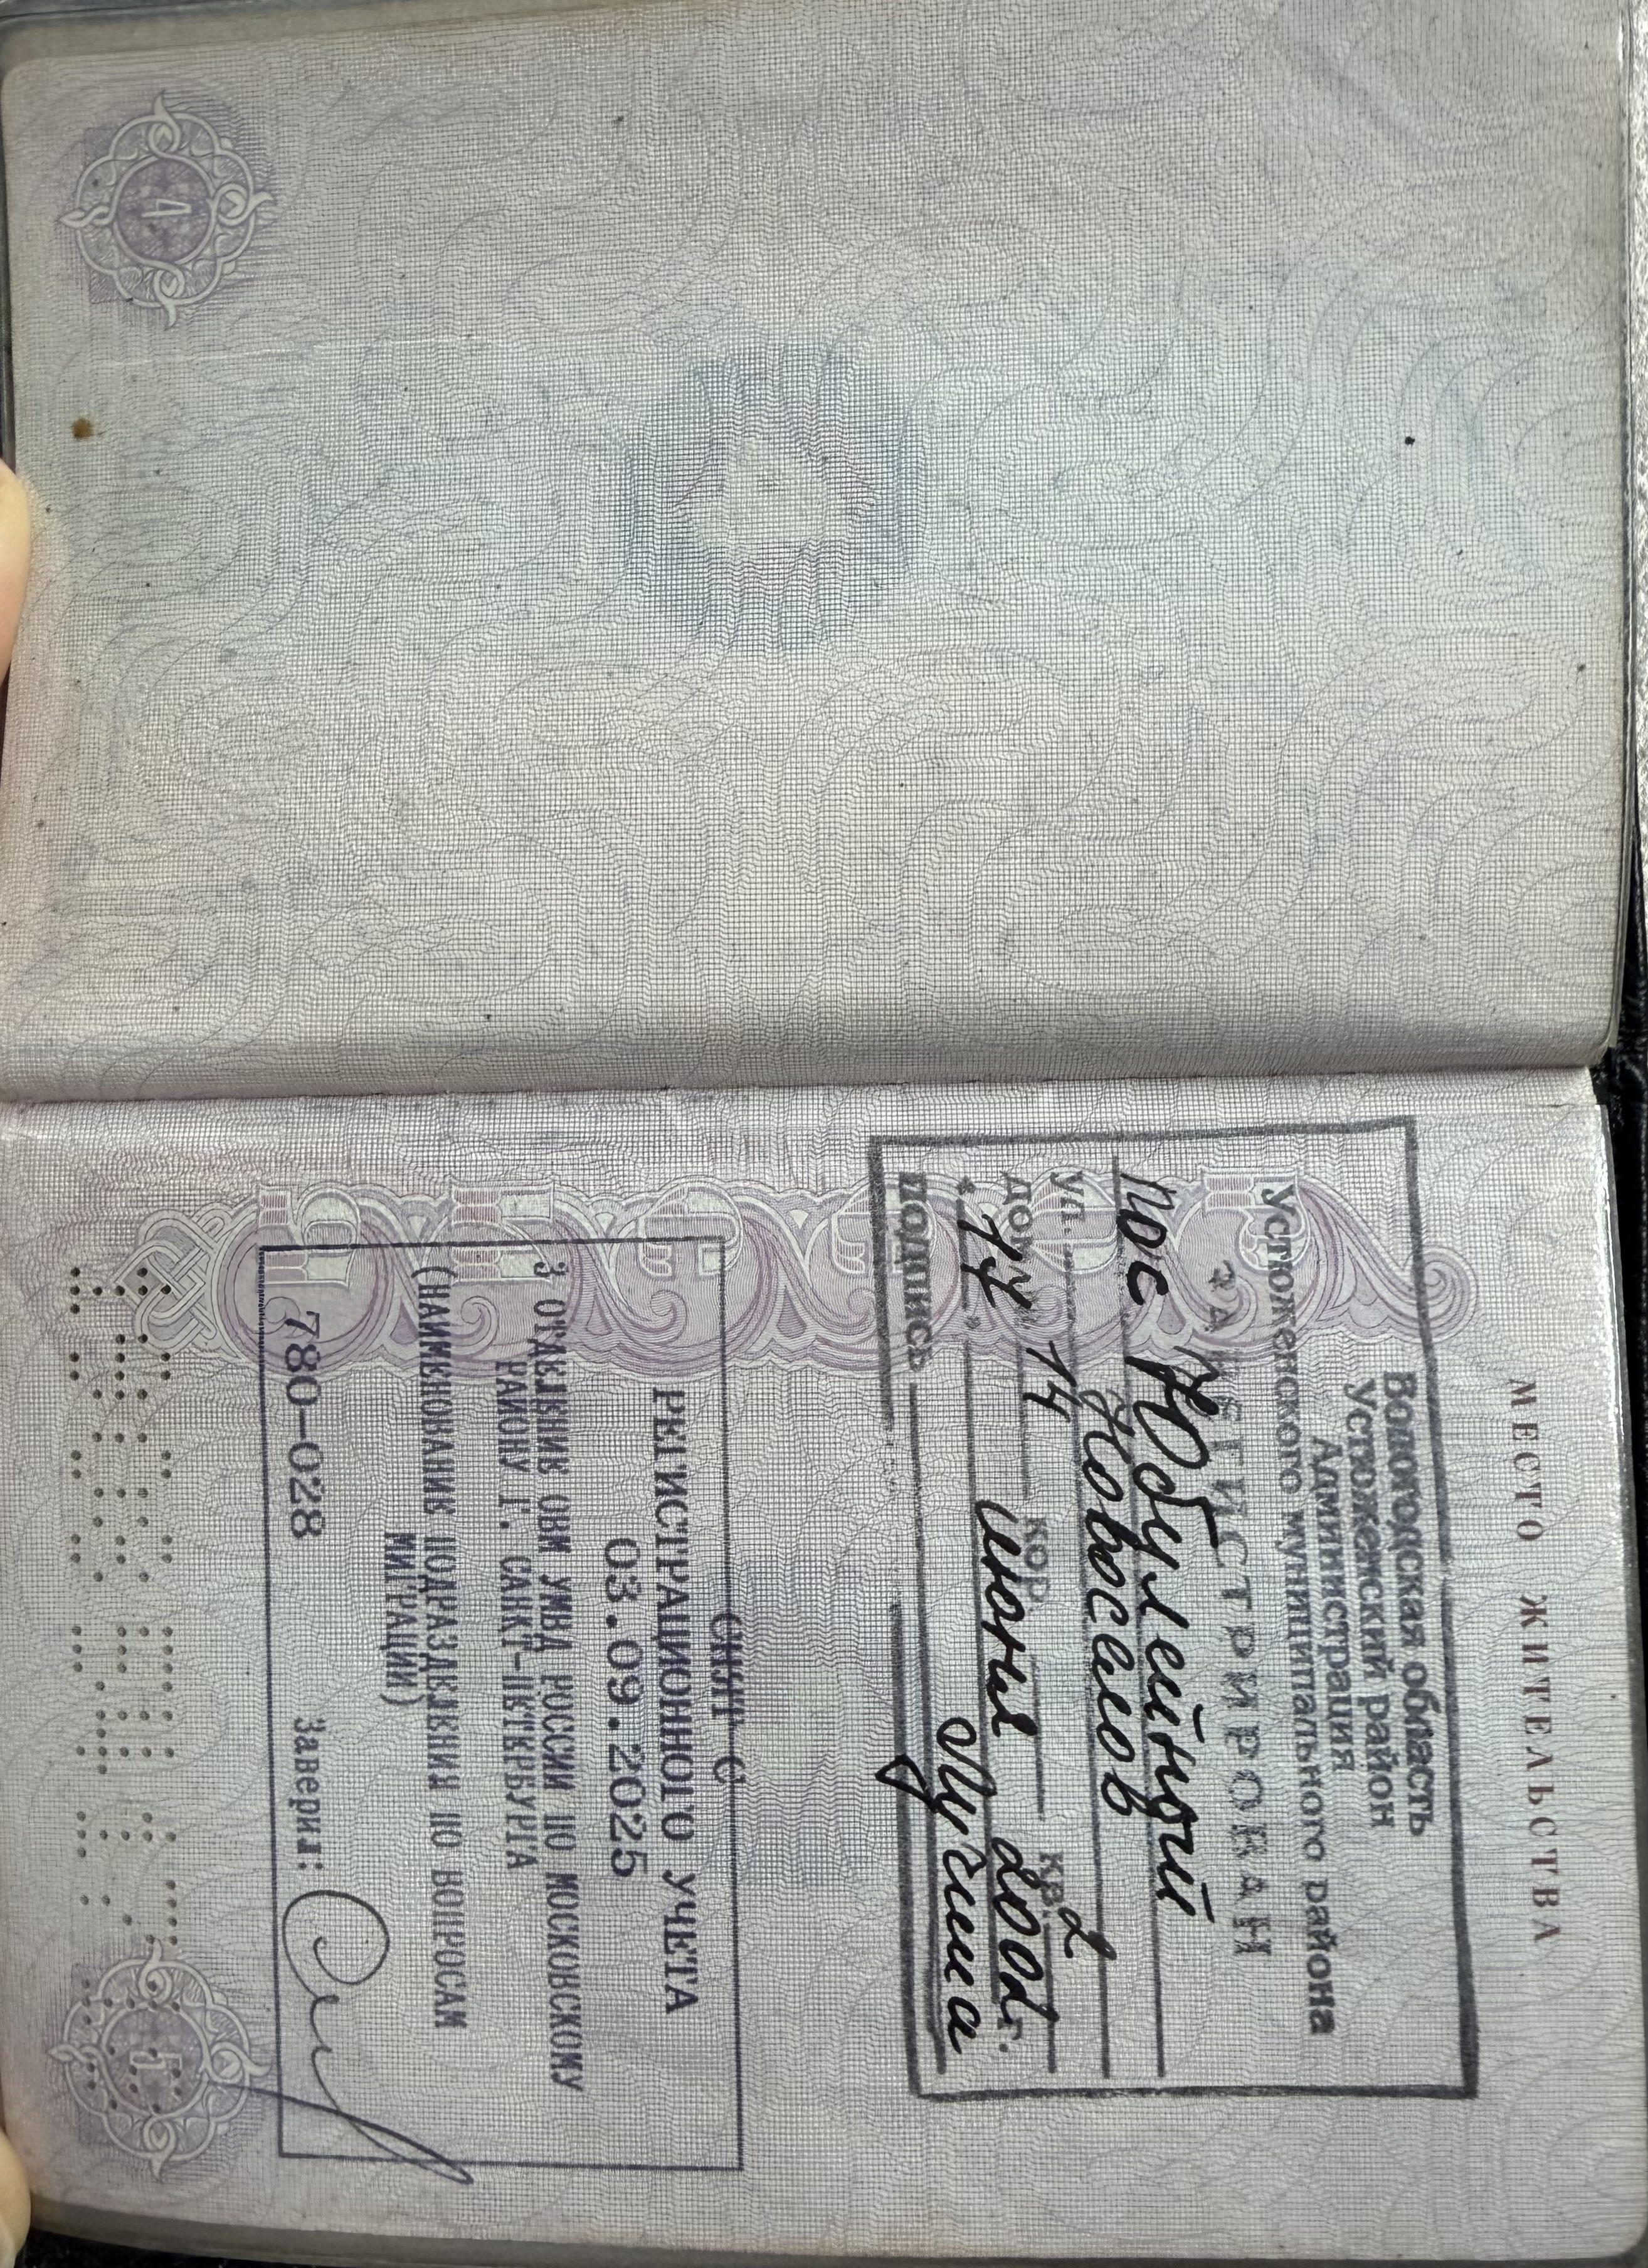 МЕСТО ЖИТЕЛЬСТВА
Вологодская область
Устюженский район
Администрация
Устюженского муниципального района
ЗАРЕГИСТРИРОВАН
пос Юбилейный
ул. Новоселов
дом 14 кор. кв. 2
июня г.
подпись
СНЯТ С
РЕГИСТРАЦИОННОГО УЧЕТА
03.09.2025
3 ОТДЕЛЕНИЕ ОВМ УМВД РОССИИ ПО МОСКОВСКОМУ
РАЙОНУ Г. САНКТ-ПЕТЕРБУРГА
(НАИМЕНОВАНИЕ ПОДРАЗДЕЛЕНИЯ ПО ВОПРОСАМ
МИГРАЦИИ)
780-028 Заверил:
4
5